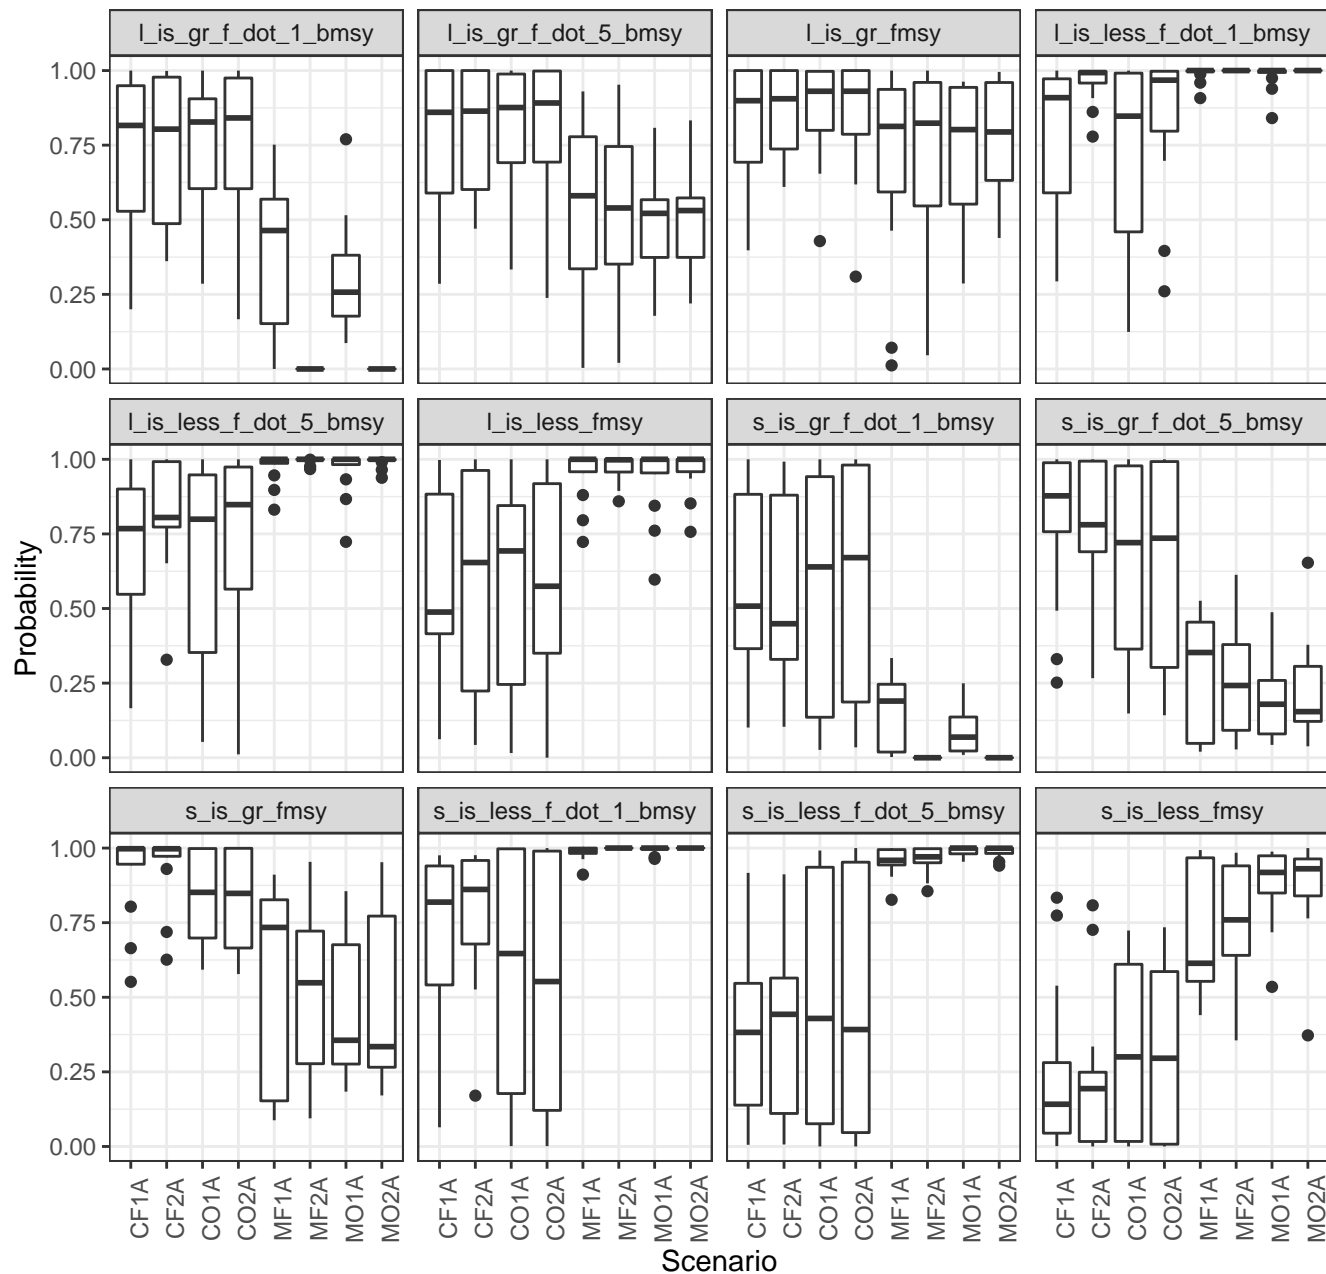 l_is_gr_f_dot_1_bmsy
l_is_gr_f_dot_5_bmsy
l_is_gr_fmsy
l_is_less_f_dot_1_bmsy
1.00
0.75
0.50
0.25
0.00
l_is_less_f_dot_5_bmsy
l_is_less_fmsy
s_is_gr_f_dot_1_bmsy
s_is_gr_f_dot_5_bmsy
1.00
0.75
0.50
0.25
0.00
Probability
s_is_gr_fmsy
s_is_less_f_dot_1_bmsy
s_is_less_f_dot_5_bmsy
s_is_less_fmsy
1.00
0.75
0.50
0.25
0.00
CF1A
CF2A
CO1A
CO2A
MF1A
MF2A
MO1A
MO2A
CF1A
CF2A
CO1A
CO2A
MF1A
MF2A
MO1A
MO2A
CF1A
CF2A
CO1A
CO2A
MF1A
MF2A
MO1A
MO2A
CF1A
CF2A
CO1A
CO2A
MF1A
MF2A
MO1A
MO2A
Scenario